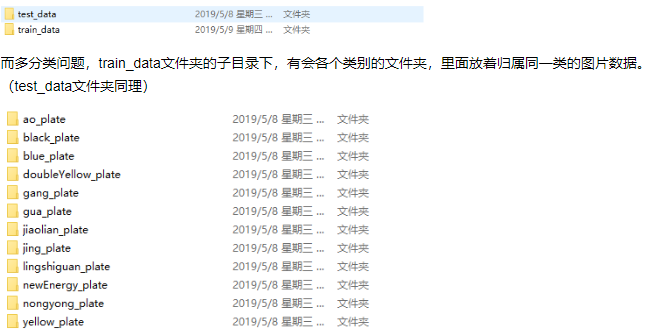 test_data 2019/5/8 星期三 ... 文件夹
train_data 2019/5/9 星期四 ... 文件夹
而多分类问题，train_data文件夹的子目录下，有会各个类别的文件夹，里面放着归属同一类的图片数据。
（test_data文件夹同理）
ao_plate 2019/5/8 星期三 ... 文件夹
black_plate 2019/5/8 星期三 ... 文件夹
blue_plate 2019/5/8 星期三 ... 文件夹
doubleYellow_plate 2019/5/8 星期三 ... 文件夹
gang_plate 2019/5/8 星期三 ... 文件夹
gua_plate 2019/5/8 星期三 ... 文件夹
jiaolian_plate 2019/5/8 星期三 ... 文件夹
jing_plate 2019/5/8 星期三 ... 文件夹
lingshiguan_plate 2019/5/8 星期三 ... 文件夹
newEnergy_plate 2019/5/8 星期三 ... 文件夹
nongyong_plate 2019/5/8 星期三 ... 文件夹
yellow_plate 2019/5/8 星期三 ... 文件夹